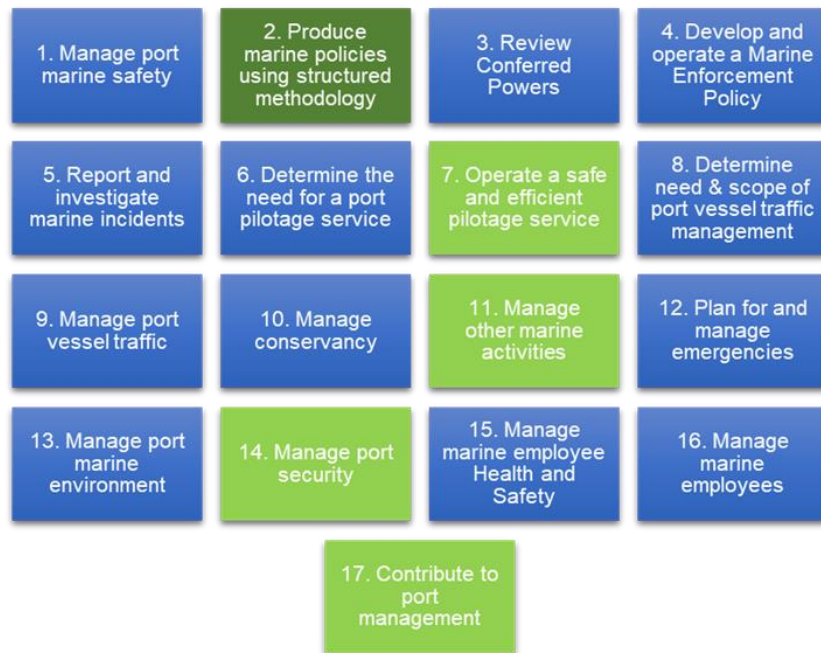 1. Manage port
marine safety
2. Produce
marine policies
using structured
methodology
3. Review
Conferred
Powers
4. Develop and
operate a Marine
Enforcement
Policy
5. Report and
investigate
marine incidents
6. Determine the
need for a port
pilotage service
7. Operate a safe
and efficient
pilotage service
8. Determine
need & scope of
port vessel traffic
management
9. Manage port
vessel traffic
10. Manage
conservancy
11. Manage
other marine
activities
12. Plan for and
manage
emergencies
13. Manage port
marine
environment
14. Manage port
security
15. Manage
marine employee
Health and
Safety
16. Manage
marine
employees
17. Contribute to
port
management